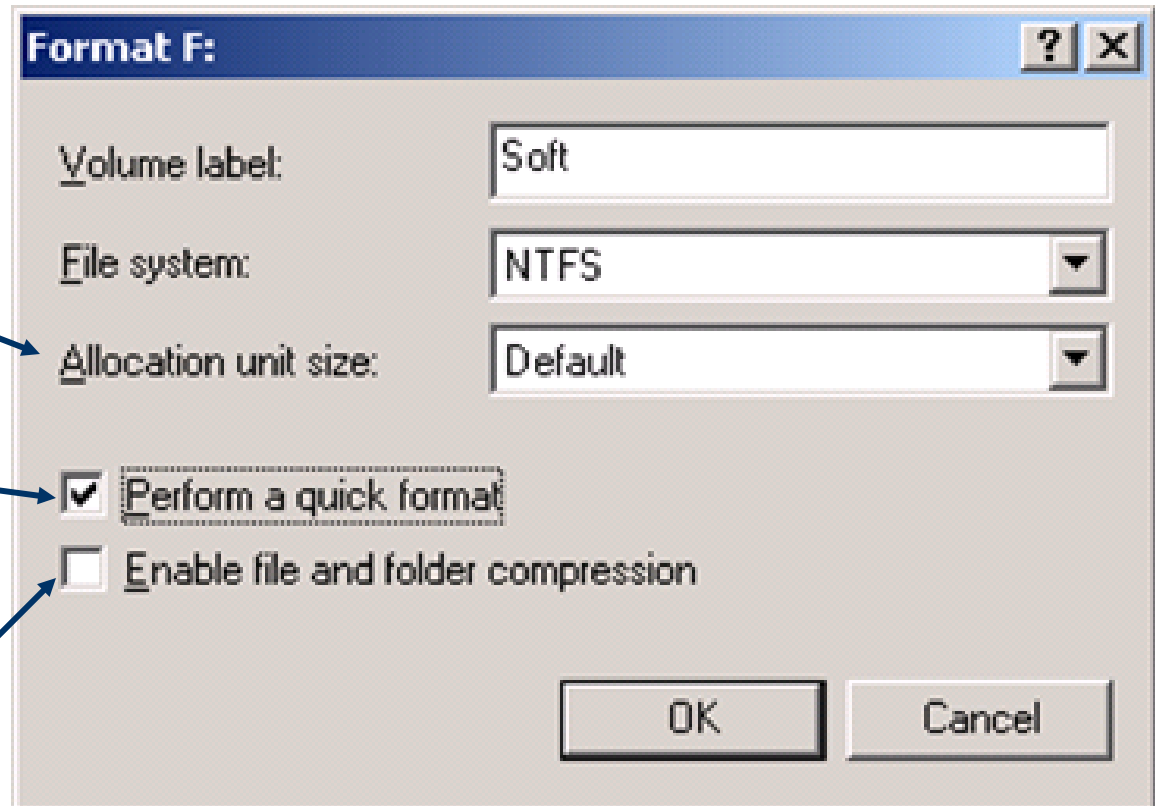 Format F:
Volume label: Soft
File system: NTFS
Allocation unit size: Default
Perform a quick format
Enable file and folder compression
OK Cancel